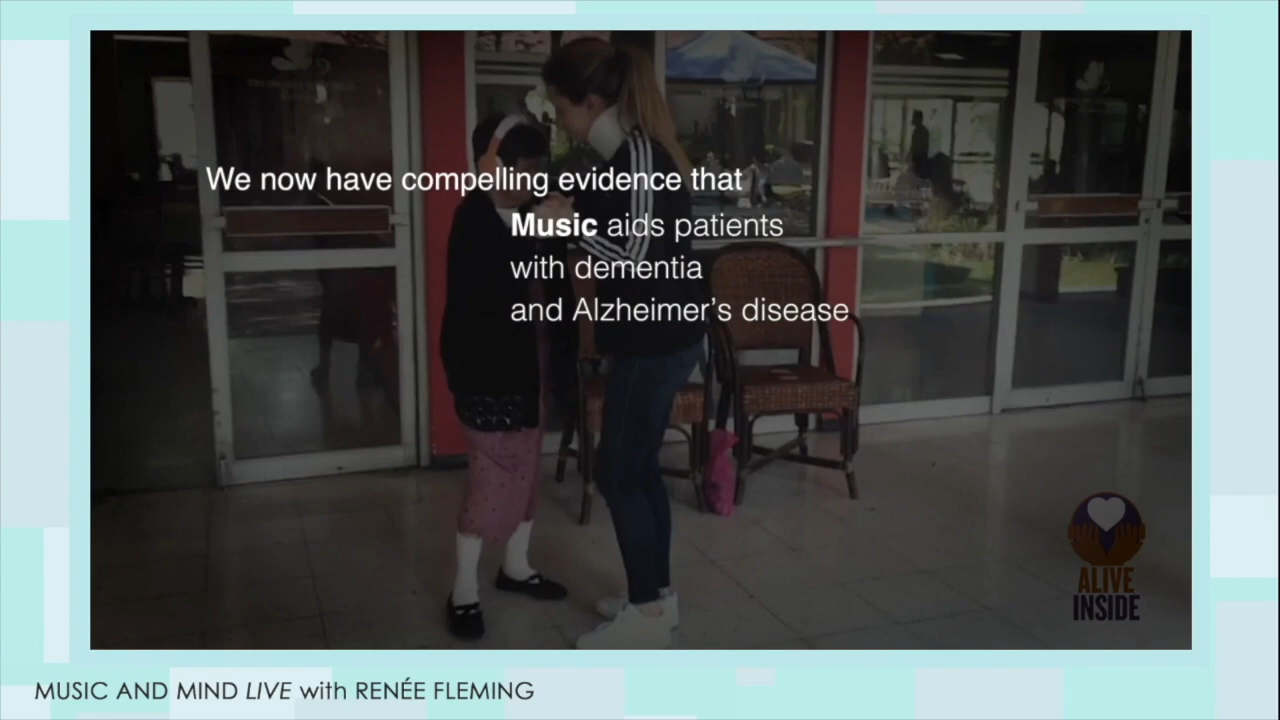 We now have compelling evidence that
Music aids patients
with dementia
and Alzheimer's disease
ALIVE
INSIDE
MUSIC AND MIND LIVE with RENÉE FLEMING